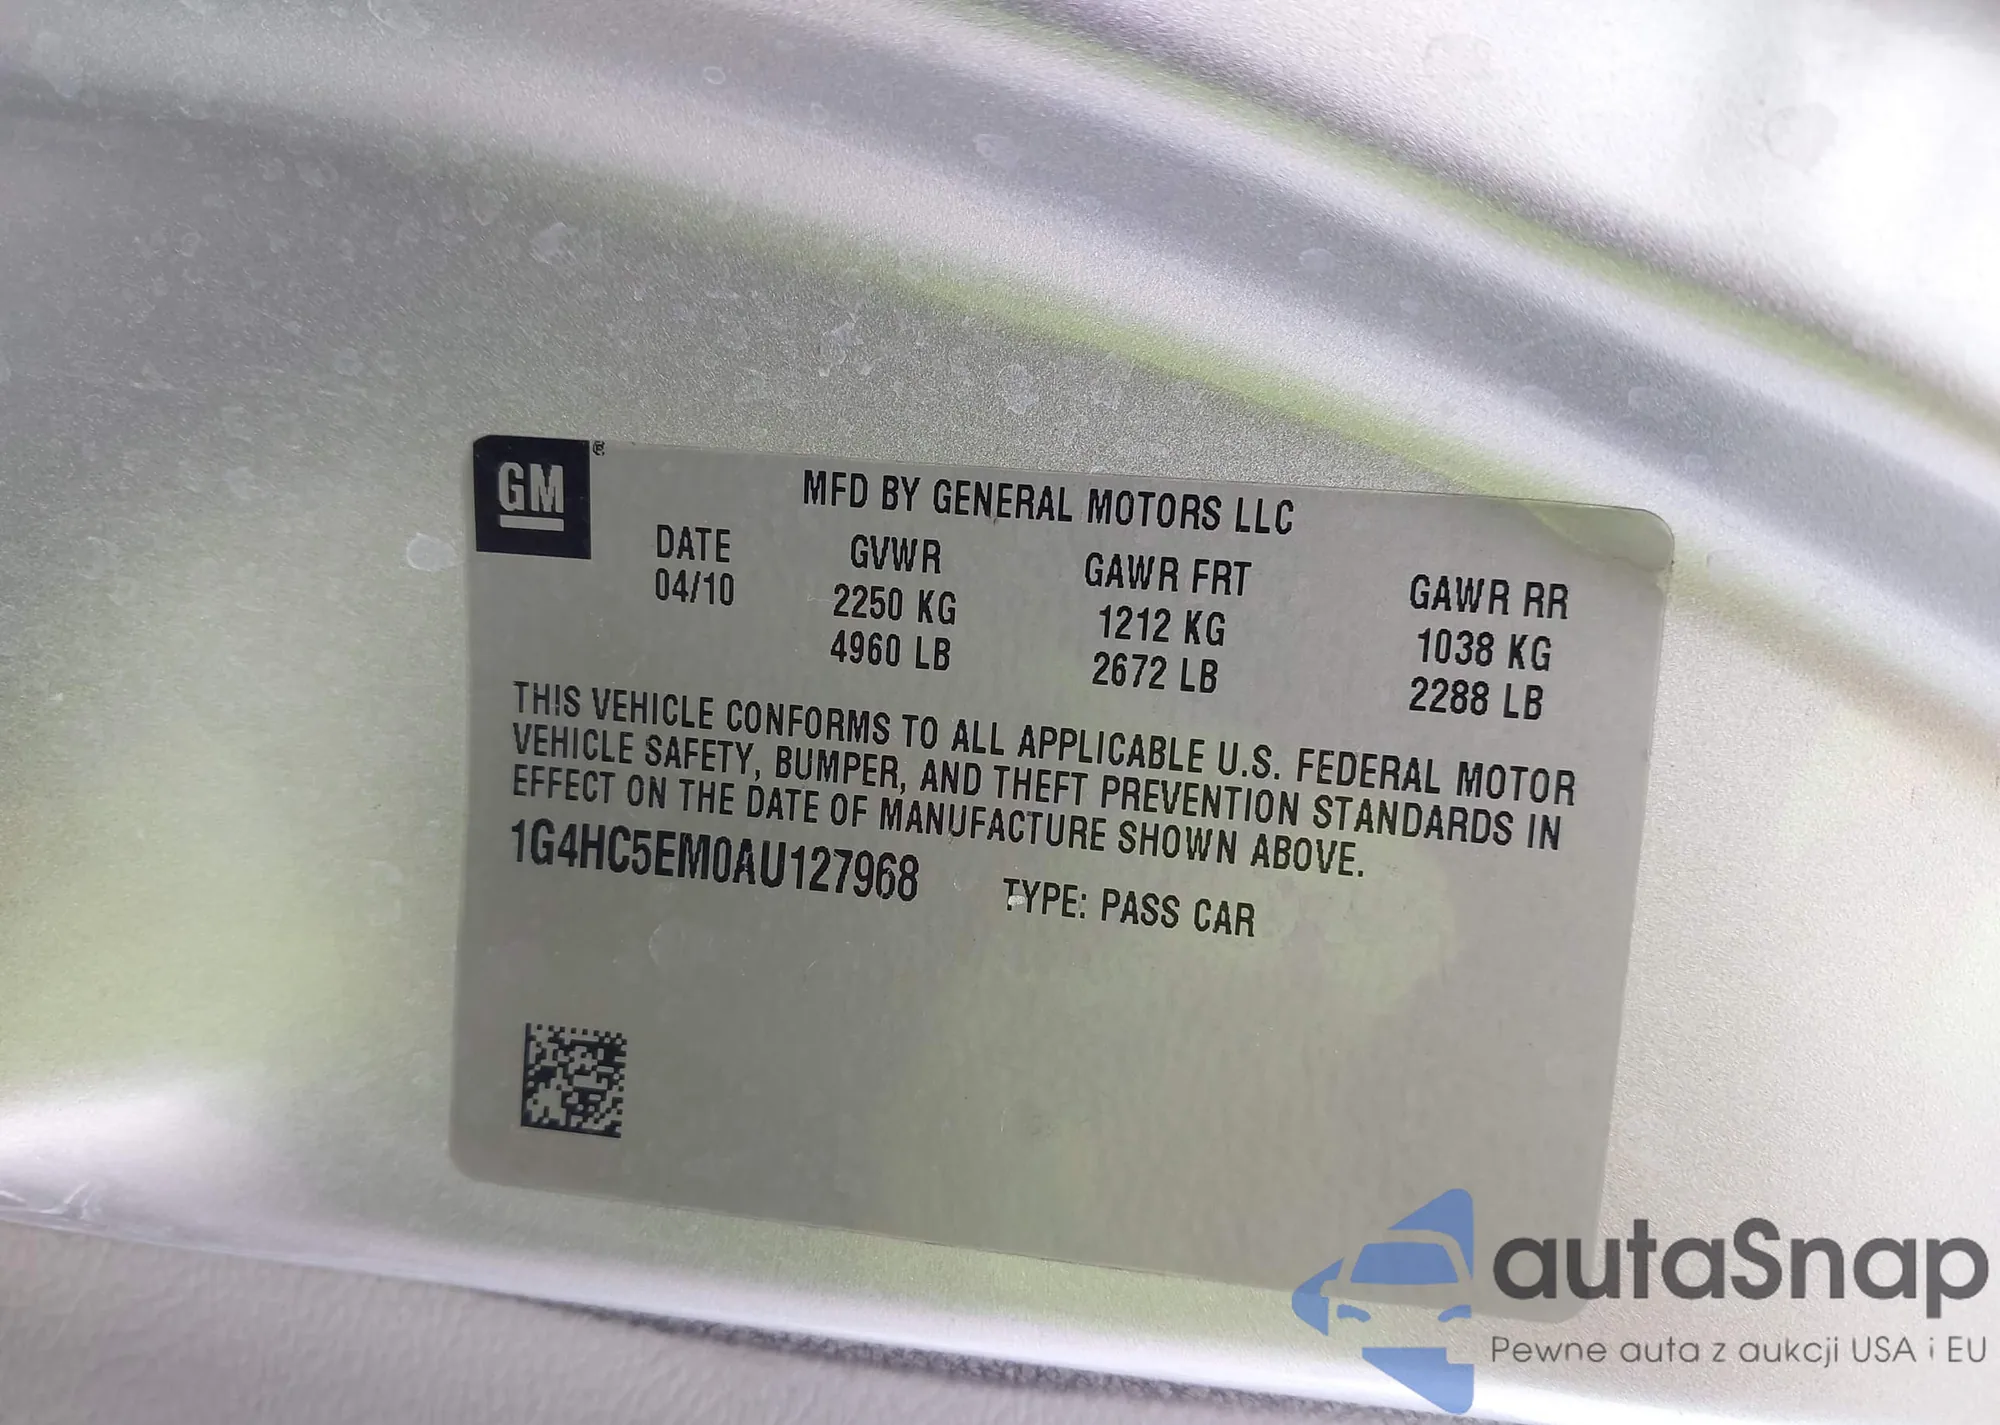 GM ®
MFD BY GENERAL MOTORS LLC
DATE GVWR GAWR FRT GAWR RR
04/10 2250 KG 1212 KG 1038 KG
4960 LB 2672 LB 2288 LB
THIS VEHICLE CONFORMS TO ALL APPLICABLE U.S. FEDERAL MOTOR
VEHICLE SAFETY, BUMPER, AND THEFT PREVENTION STANDARDS IN
EFFECT ON THE DATE OF MANUFACTURE SHOWN ABOVE.
1G4HC5EM0AU127968 TYPE: PASS CAR
autaSnap
Pewne auta z aukcji USA i EU